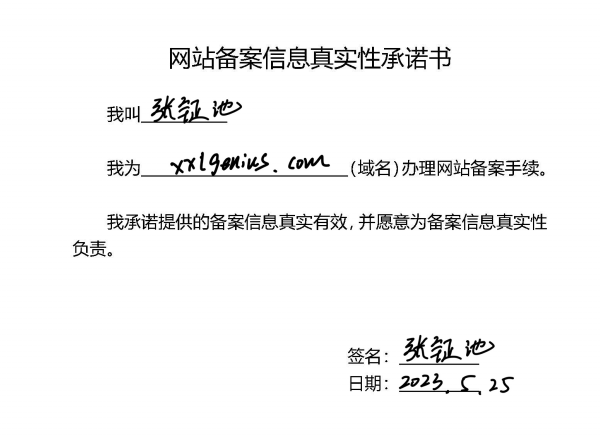 网站备案信息真实性承诺书
我叫张钲池
我为 xxlgenius.com (域名)办理网站备案手续。
我承诺提供的备案信息真实有效,并愿意为备案信息真实性
负责。
签名：张钲池
日期：2023.5.25